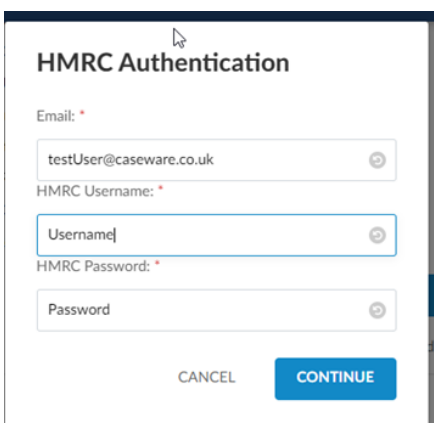 HMRC Authentication
Email: *
testUser@caseware.co.uk
HMRC Username: *
Username
HMRC Password: *
Password
CANCEL CONTINUE